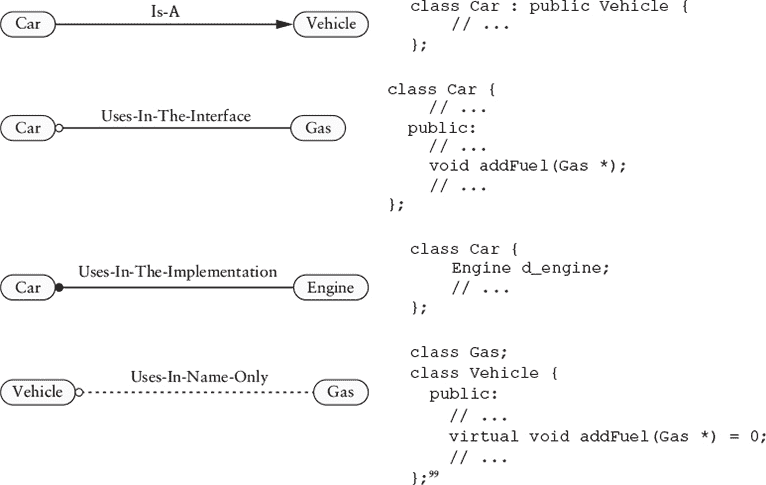 Is-A
Car
Vehicle
class Car : public Vehicle {
// ...
};
Uses-In-The-Interface
Car
Gas
class Car {
// ...
public:
// ...
void addFuel(Gas *);
// ...
};
Uses-In-The-Implementation
Car
Engine
class Car {
Engine d_engine;
// ...
};
Uses-In-Name-Only
Vehicle
Gas
class Gas;
class Vehicle {
public:
// ...
virtual void addFuel(Gas *) = 0;
// ...
};99